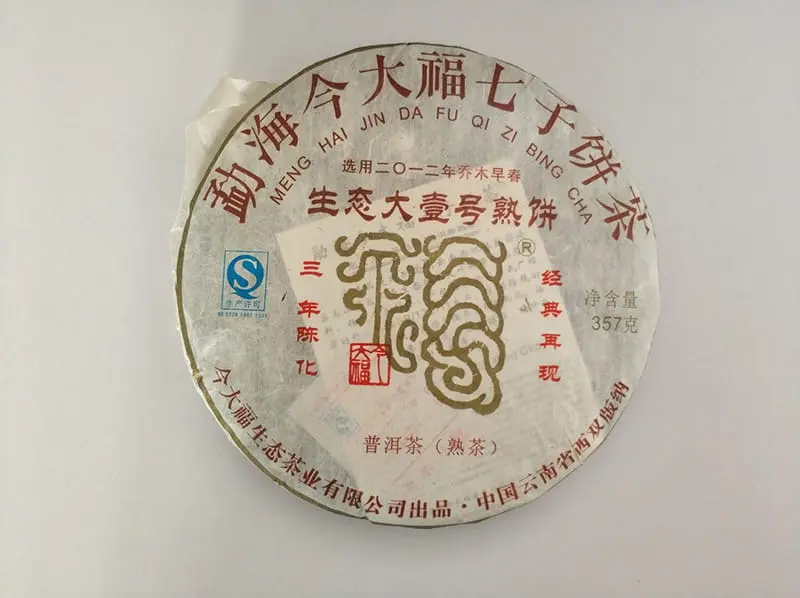 勐海今大福七子饼茶
MENG HAI JIN DA FU QI ZI BING CHA
选用二〇一二年乔木早春
生态大壹号熟饼
®
三年陈化
经典再现
生产许可
净含量
357克
今大福
普洱茶（熟茶）
今大福生态茶业有限公司出品·中国云南省西双版纳